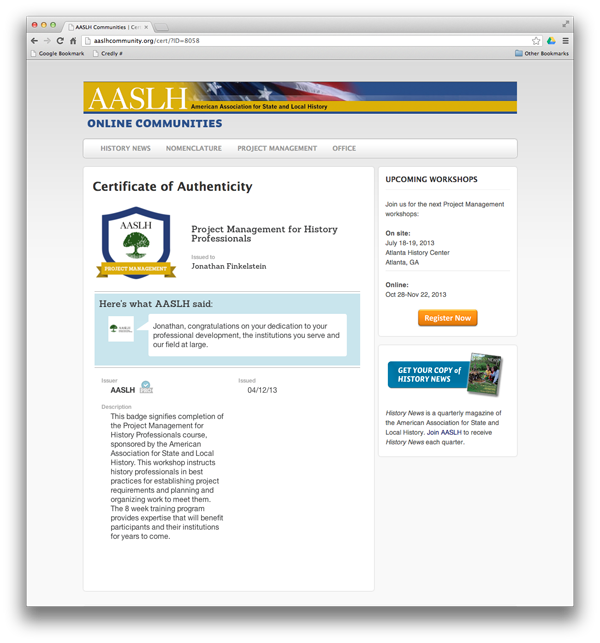 AASLH Communities | Cert
aaslhcommunity.org/cert/?ID=8058
Google Bookmark
Credly #
Other Bookmarks
AASLH
American Association for State and Local History
ONLINE COMMUNITIES
HISTORY NEWS
NOMENCLATURE
PROJECT MANAGEMENT
OFFICE
Certificate of Authenticity
AASLH
PROJECT MANAGEMENT
Project Management for History
Professionals
Issued to
Jonathan Finkelstein
Here's what AASLH said:
AASLH
Jonathan, congratulations on your dedication to your
professional development, the institutions you serve and
our field at large.
Issuer
AASLH
PRO
Issued
04/12/13
Description
This badge signifies completion of
the Project Management for
History Professionals course,
sponsored by the American
Association for State and Local
History. This workshop instructs
history professionals in best
practices for establishing project
requirements and planning and
organizing work to meet them.
The 8 week training program
provides expertise that will benefit
participants and their institutions
for years to come.
UPCOMING WORKSHOPS
Join us for the next Project Management
workshops:
On site:
July 18-19, 2013
Atlanta History Center
Atlanta, GA
Online:
Oct 28-Nov 22, 2013
Register Now
GET YOUR COPY of
HISTORY NEWS
History News is a quarterly magazine of
the American Association for State and
Local History. Join AASLH to receive
History News each quarter.